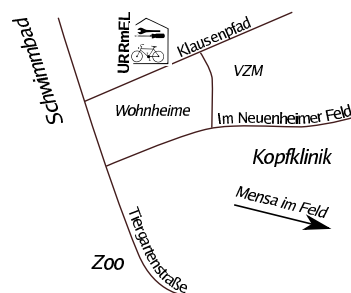 Schwimmbad
URRmEL
Klausenpfad
VZM
Wohnheime
Im Neuenheimer Feld
Kopfklinik
Mensa im Feld
Tiergartenstraße
Zoo